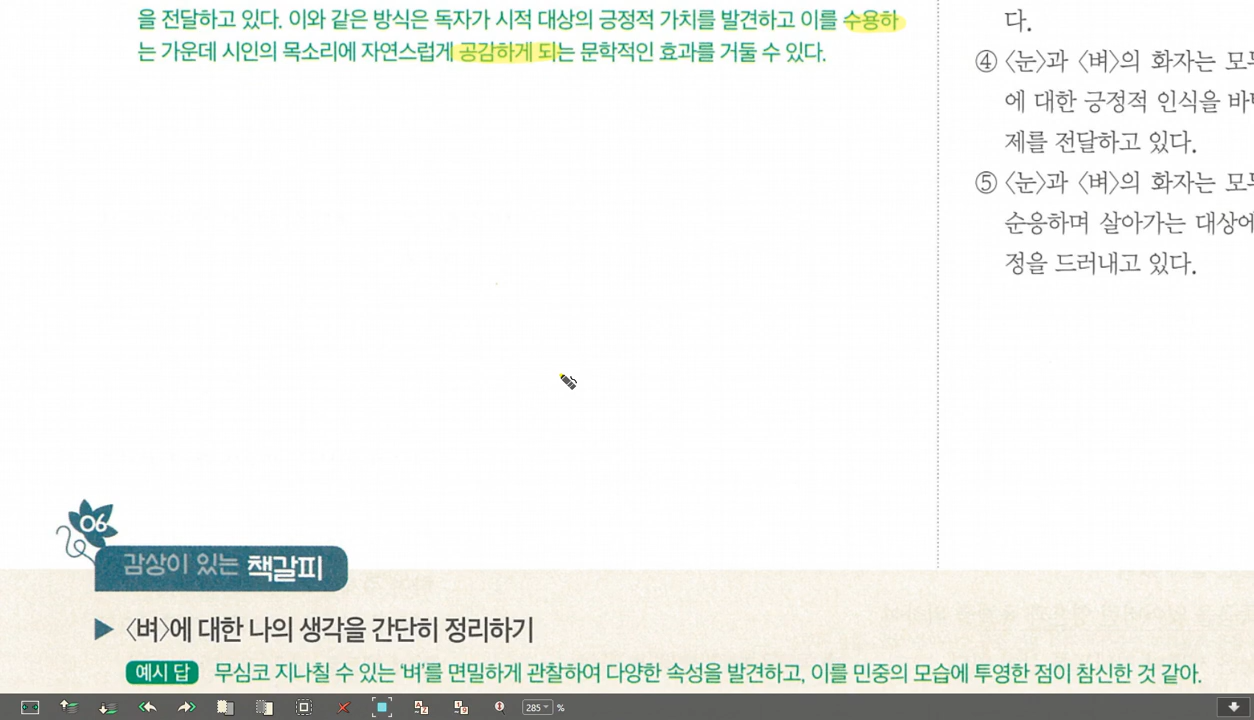 을 전달하고 있다. 이와 같은 방식은 독자가 시적 대상의 긍정적 가치를 발견하고 이를 수용하
는 가운데 시인의 목소리에 자연스럽게 공감하게 되는 문학적인 효과를 거둘 수 있다.
다.
④ 〈눈〉과 〈벼〉의 화자는 모두
에 대한 긍정적 인식을 바탕
제를 전달하고 있다.
⑤ 〈눈〉과 〈벼〉의 화자는 모두
순응하며 살아가는 대상에
정을 드러내고 있다.
06
감상이 있는 책갈피
▶ 〈벼〉에 대한 나의 생각을 간단히 정리하기
예시 답 무심코 지나칠 수 있는 ‘벼’를 면밀하게 관찰하여 다양한 속성을 발견하고, 이를 민중의 모습에 투영한 점이 참신한 것 같아.
285 %